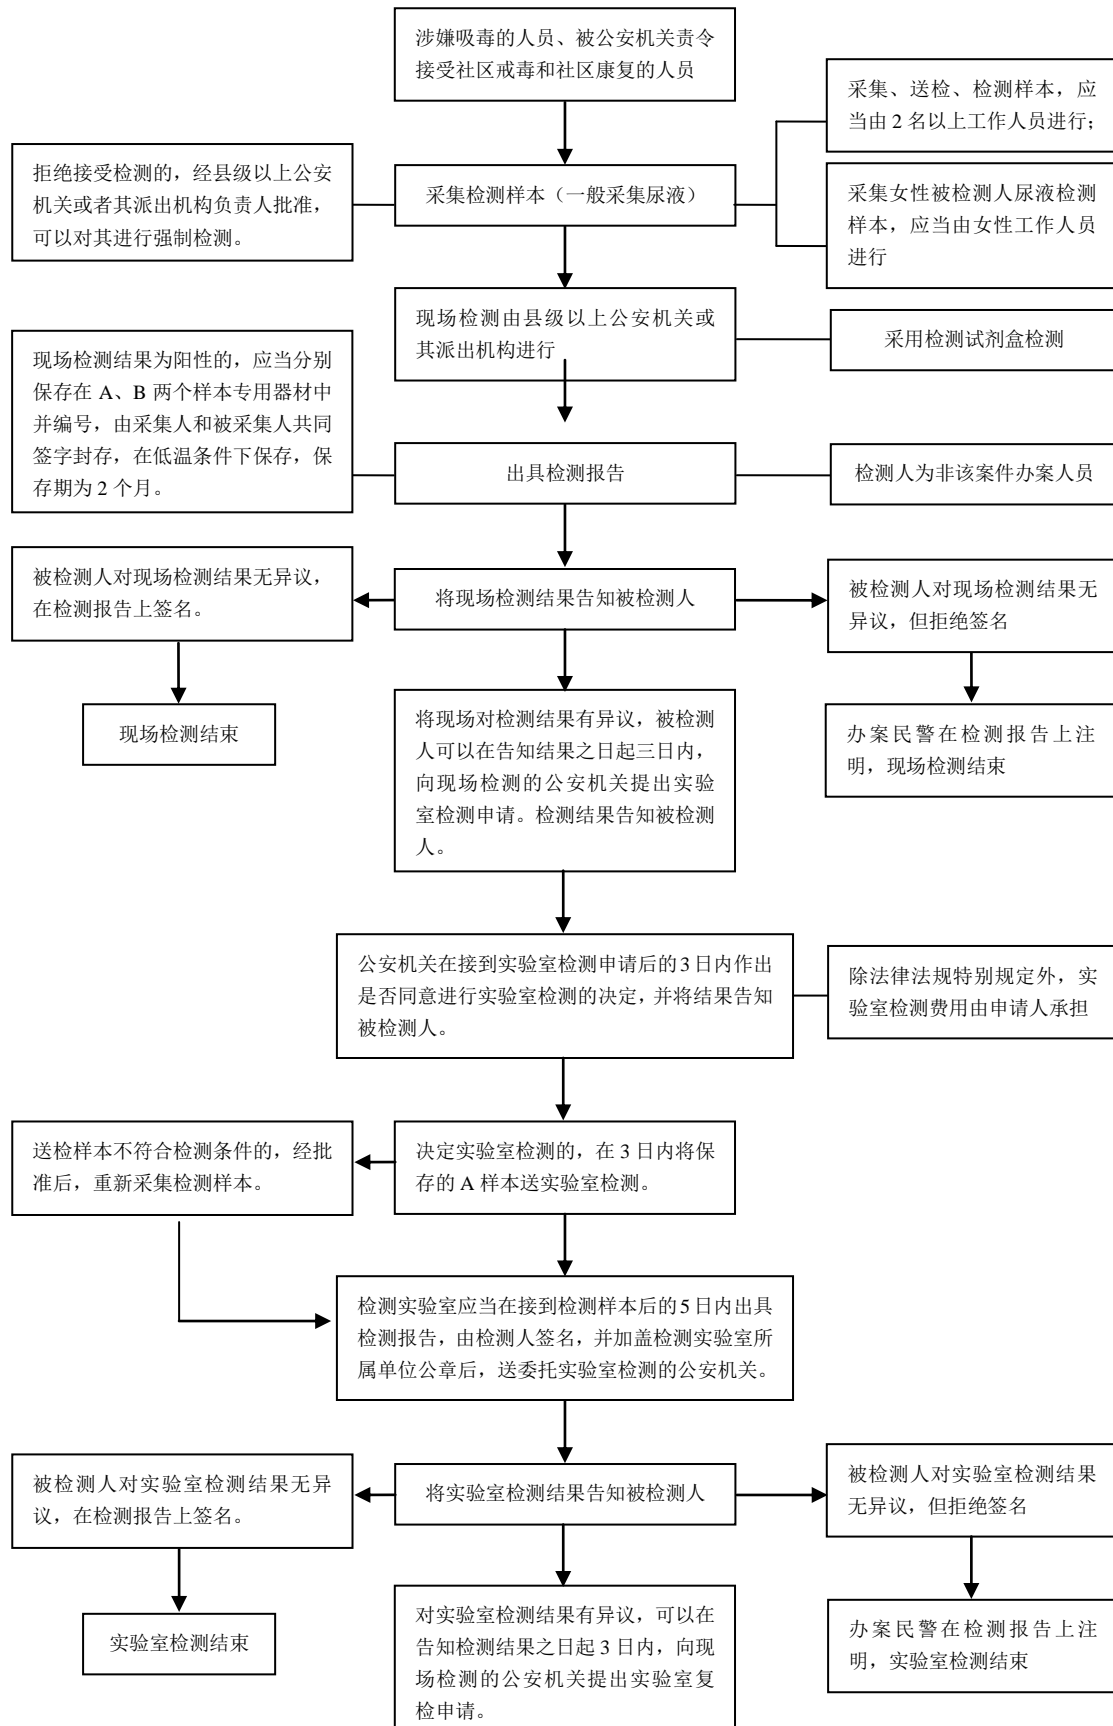 涉嫌吸毒的人员、被公安机关责令
接受社区戒毒和社区康复的人员
采集、送检、检测样本，应
当由 2 名以上工作人员进行；
拒绝接受检测的，经县级以上公安
机关或者其派出机构负责人批准，
可以对其进行强制检测。
采集检测样本（一般采集尿液）
采集女性被检测人尿液检测
样本，应当由女性工作人员
进行
现场检测由县级以上公安机关或
其派出机构进行
采用检测试剂盒检测
现场检测结果为阳性的，应当分别
保存在 A、B 两个样本专用器材中
并编号，由采集人和被采集人共同
签字封存，在低温条件下保存，保
存期为 2 个月。
出具检测报告
检测人为非该案件办案人员
被检测人对现场检测结果无异议，
在检测报告上签名。
将现场检测结果告知被检测人
被检测人对现场检测结果无
异议，但拒绝签名
现场检测结束
将现场对检测结果有异议，被检测
人可以在告知结果之日起三日内，
向现场检测的公安机关提出实验
室检测申请。检测结果告知被检测
人。
办案民警在检测报告上注
明，现场检测结束
公安机关在接到实验室检测申请后的 3 日内作出
是否同意进行实验室检测的决定，并将结果告知
被检测人。
除法律法规特别规定外，实
验室检测费用由申请人承担
送检样本不符合检测条件的，经批
准后，重新采集检测样本。
决定实验室检测的，在 3 日内将保
存的 A 样本送实验室检测。
检测实验室应当在接到检测样本后的 5 日内出具
检测报告，由检测人签名，并加盖检测实验室所
属单位公章后，送委托实验室检测的公安机关。
被检测人对实验室检测结果无异
议，在检测报告上签名。
将实验室检测结果告知被检测人
被检测人对实验室检测结果
无异议，但拒绝签名
实验室检测结束
对实验室检测结果有异议，可以在
告知检测结果之日起 3 日内，向现
场检测的公安机关提出实验室复
检申请。
办案民警在检测报告上注
明，实验室检测结束